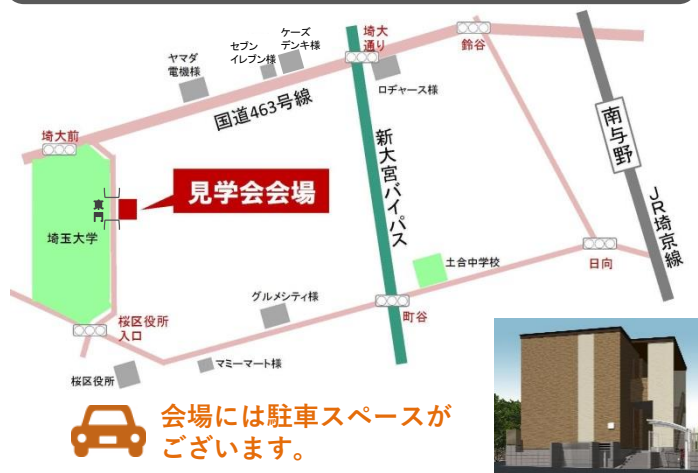 ケーズ
デンキ様
セブン
イレブン様
ヤマダ
電機様
埼大
通り
鈴谷
ロヂャース様
国道463号線
埼大前
南与野
新大宮バイパス
JR埼京線
見学会会場
東門
埼玉大学
土合中学校
日向
グルメシティ様
町谷
桜区役所
入口
マミーマート様
桜区役所
会場には駐車スペースが
ございます。